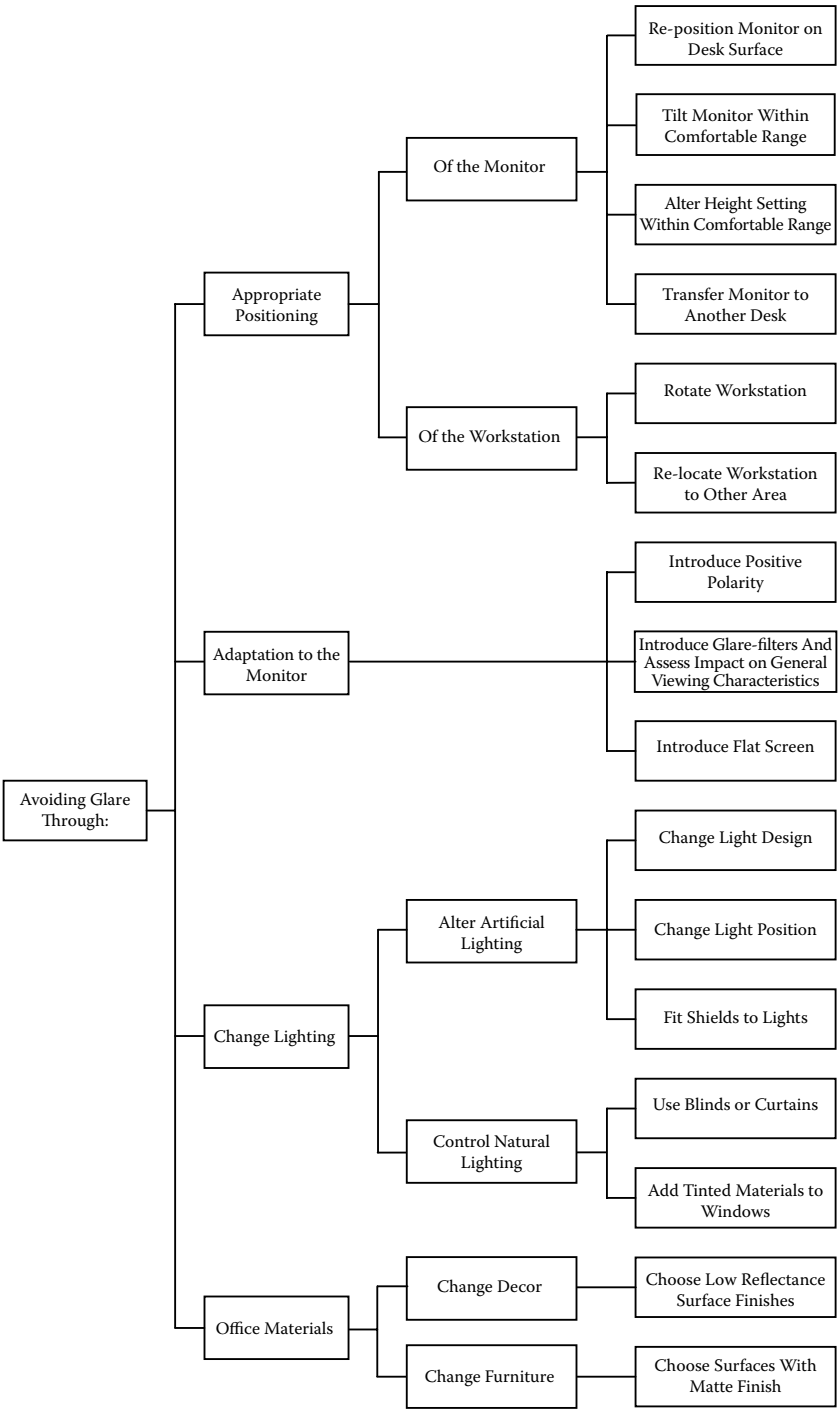 Avoiding Glare
Through:
Appropriate
Positioning
Of the Monitor
Re-position Monitor on
Desk Surface
Tilt Monitor Within
Comfortable Range
Alter Height Setting
Within Comfortable Range
Transfer Monitor to
Another Desk
Of the Workstation
Rotate Workstation
Re-locate Workstation
to Other Area
Adaptation to the
Monitor
Introduce Positive
Polarity
Introduce Glare-filters And
Assess Impact on General
Viewing Characteristics
Introduce Flat Screen
Change Lighting
Alter Artificial
Lighting
Change Light Design
Change Light Position
Fit Shields to Lights
Control Natural
Lighting
Use Blinds or Curtains
Add Tinted Materials to
Windows
Office Materials
Change Decor
Choose Low Reflectance
Surface Finishes
Change Furniture
Choose Surfaces With
Matte Finish